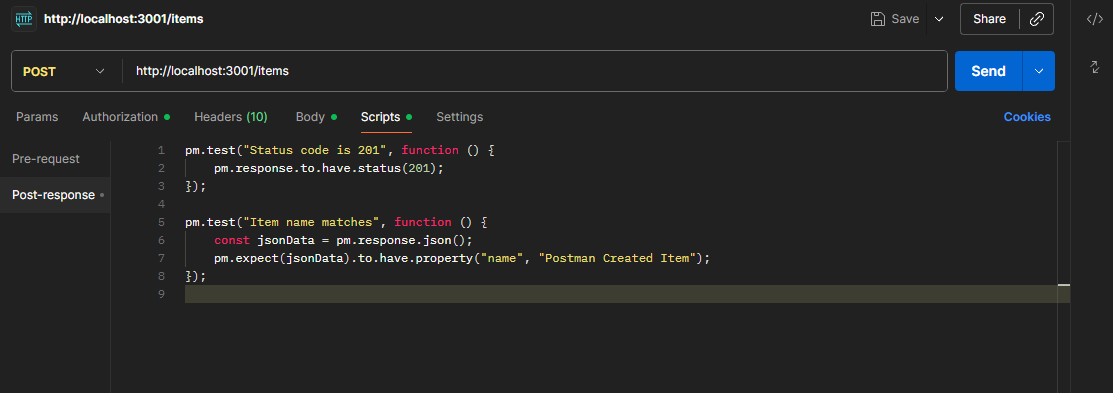 HTTP http://localhost:3001/items Save Share </>
POST http://localhost:3001/items Send
Params Authorization Headers (10) Body Scripts Settings Cookies
Pre-request
Post-response
1 pm.test("Status code is 201", function () {
2 pm.response.to.have.status(201);
3 });
4
5 pm.test("Item name matches", function () {
6 const jsonData = pm.response.json();
7 pm.expect(jsonData).to.have.property("name", "Postman Created Item");
8 });
9